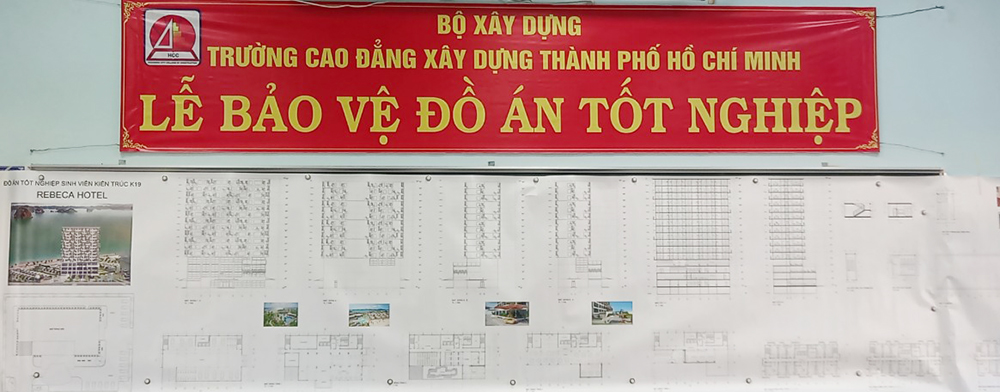 BỘ XÂY DỰNG
TRƯỜNG CAO ĐẲNG XÂY DỰNG THÀNH PHỐ HỒ CHÍ MINH
LỄ BẢO VỆ ĐỒ ÁN TỐT NGHIỆP
HCC
ĐỒ ÁN TỐT NGHIỆP SINH VIÊN KIẾN TRÚC K19
REBECA HOTEL